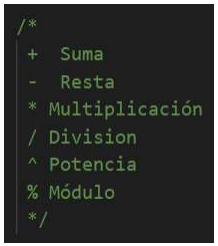 /*
+ Suma
- Resta
* Multiplicación
/ Division
^ Potencia
% Módulo
*/